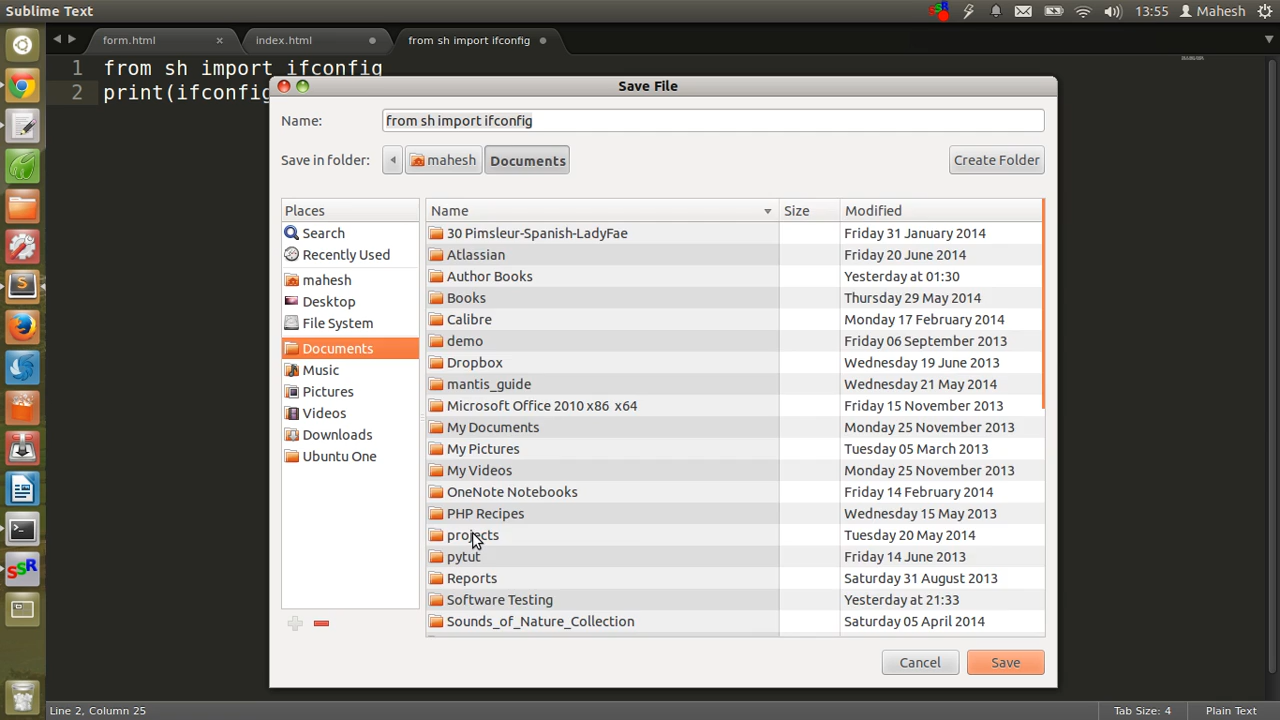 Sublime Text
13:55
Mahesh
form.html
index.html
from sh import ifconfig
1 from sh import ifconfig
2 print(ifconfig
Save File
Name: from sh import ifconfig
Save in folder: mahesh Documents Create Folder
Places
Search
Recently Used
mahesh
Desktop
File System
Documents
Music
Pictures
Videos
Downloads
Ubuntu One
Name Size Modified
30 Pimsleur-Spanish-LadyFae Friday 31 January 2014
Atlassian Friday 20 June 2014
Author Books Yesterday at 01:30
Books Thursday 29 May 2014
Calibre Monday 17 February 2014
demo Friday 06 September 2013
Dropbox Wednesday 19 June 2013
mantis_guide Wednesday 21 May 2014
Microsoft Office 2010 x86 x64 Friday 15 November 2013
My Documents Monday 25 November 2013
My Pictures Tuesday 05 March 2013
My Videos Monday 25 November 2013
OneNote Notebooks Friday 14 February 2014
PHP Recipes Wednesday 15 May 2013
projects Tuesday 20 May 2014
pytut Friday 14 June 2013
Reports Saturday 31 August 2013
Software Testing Yesterday at 21:33
Sounds_of_Nature_Collection Saturday 05 April 2014
Cancel Save
SSR
Line 2, Column 25
Tab Size: 4 Plain Text